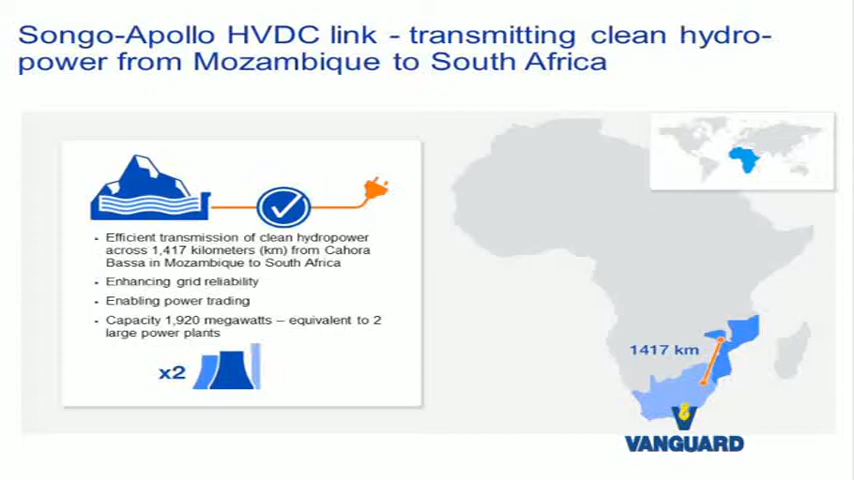 Songo-Apollo HVDC link - transmitting clean hydro-
power from Mozambique to South Africa
- Efficient transmission of clean hydropower
across 1,417 kilometers (km) from Cahora
Bassa in Mozambique to South Africa
- Enhancing grid reliability
- Enabling power trading
- Capacity 1,920 megawatts – equivalent to 2
large power plants
x2
1417 km
VANGUARD